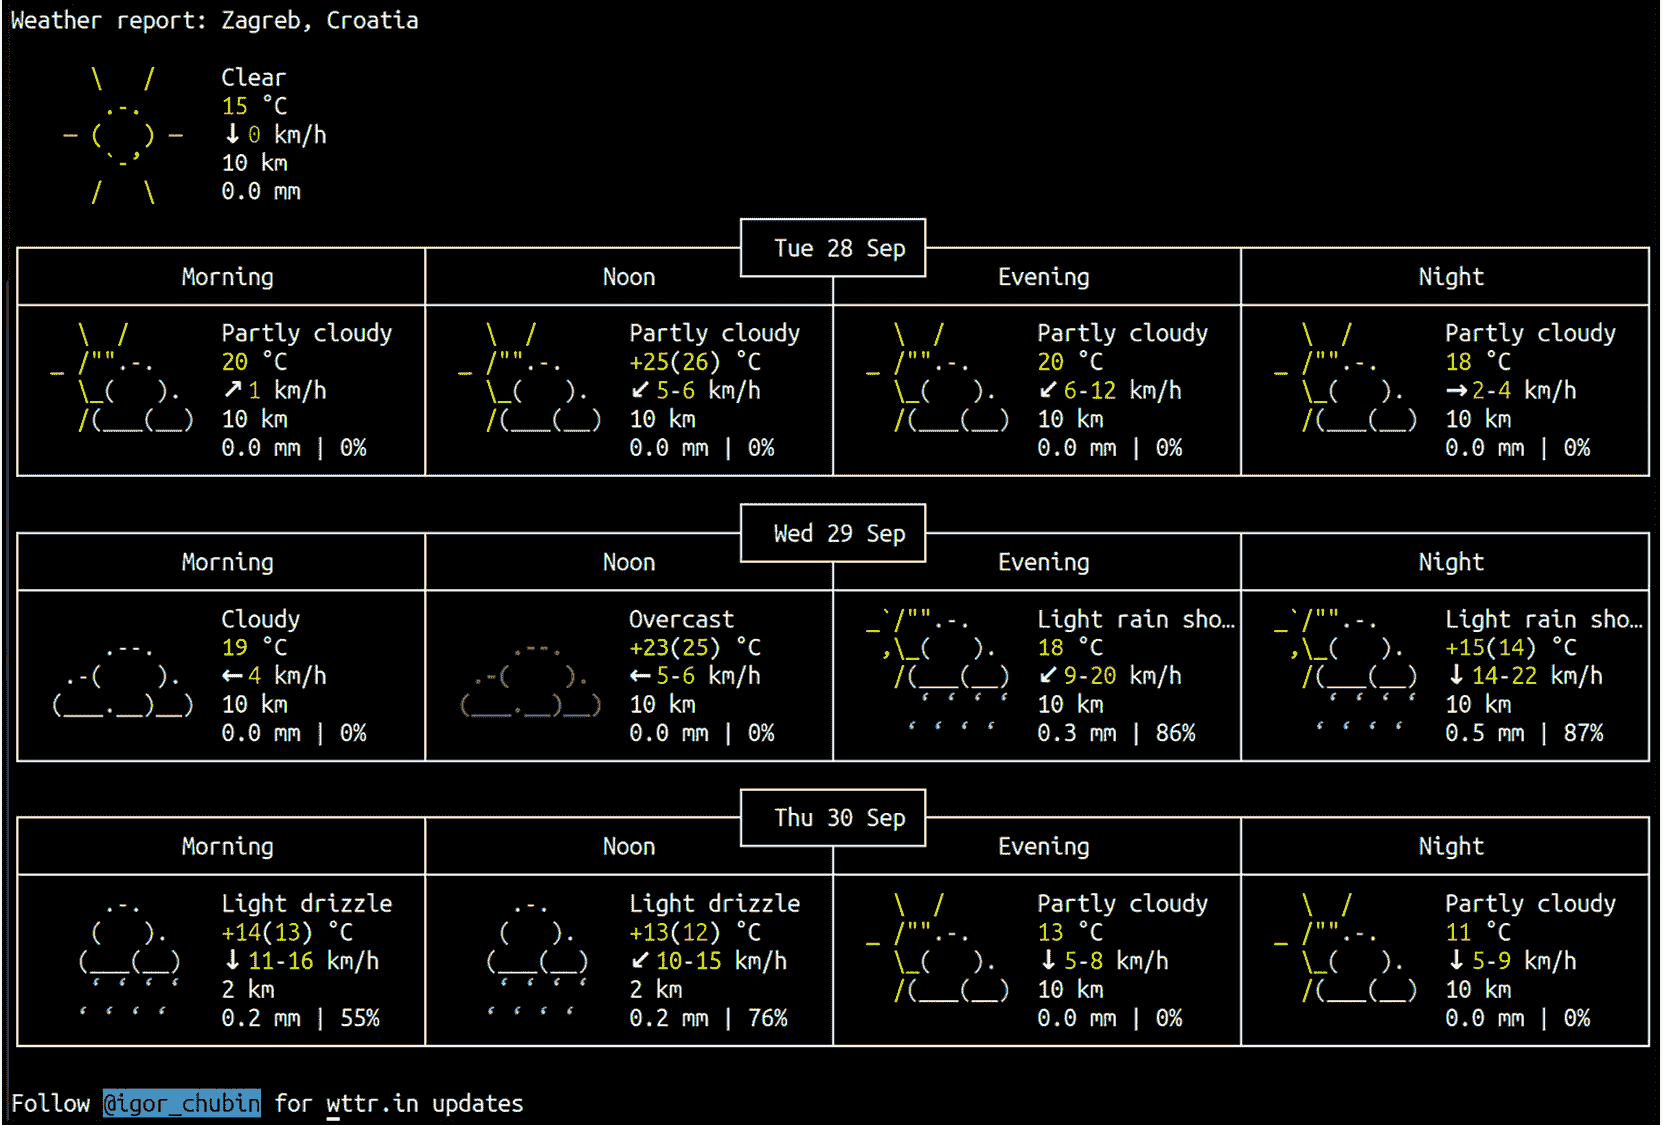 Weather report: Zagreb, Croatia
Clear
15 °C
↓ 0 km/h
10 km
0.0 mm
Tue 28 Sep
Morning Noon Evening Night
Partly cloudy Partly cloudy Partly cloudy Partly cloudy
20 °C +25(26) °C 20 °C 18 °C
↗ 1 km/h ↙ 5-6 km/h ↙ 6-12 km/h → 2-4 km/h
10 km 10 km 10 km 10 km
0.0 mm | 0% 0.0 mm | 0% 0.0 mm | 0% 0.0 mm | 0%
Wed 29 Sep
Morning Noon Evening Night
Cloudy Overcast Light rain sho… Light rain sho…
19 °C +23(25) °C 18 °C +15(14) °C
← 4 km/h ← 5-6 km/h ↙ 9-20 km/h ↓ 14-22 km/h
10 km 10 km 10 km 10 km
0.0 mm | 0% 0.0 mm | 0% 0.3 mm | 86% 0.5 mm | 87%
Thu 30 Sep
Morning Noon Evening Night
Light drizzle Light drizzle Partly cloudy Partly cloudy
+14(13) °C +13(12) °C 13 °C 11 °C
↓ 11-16 km/h ↙ 10-15 km/h ↓ 5-8 km/h ↓ 5-9 km/h
2 km 2 km 10 km 10 km
0.2 mm | 55% 0.2 mm | 76% 0.0 mm | 0% 0.0 mm | 0%
Follow @igor_chubin for wttr.in updates